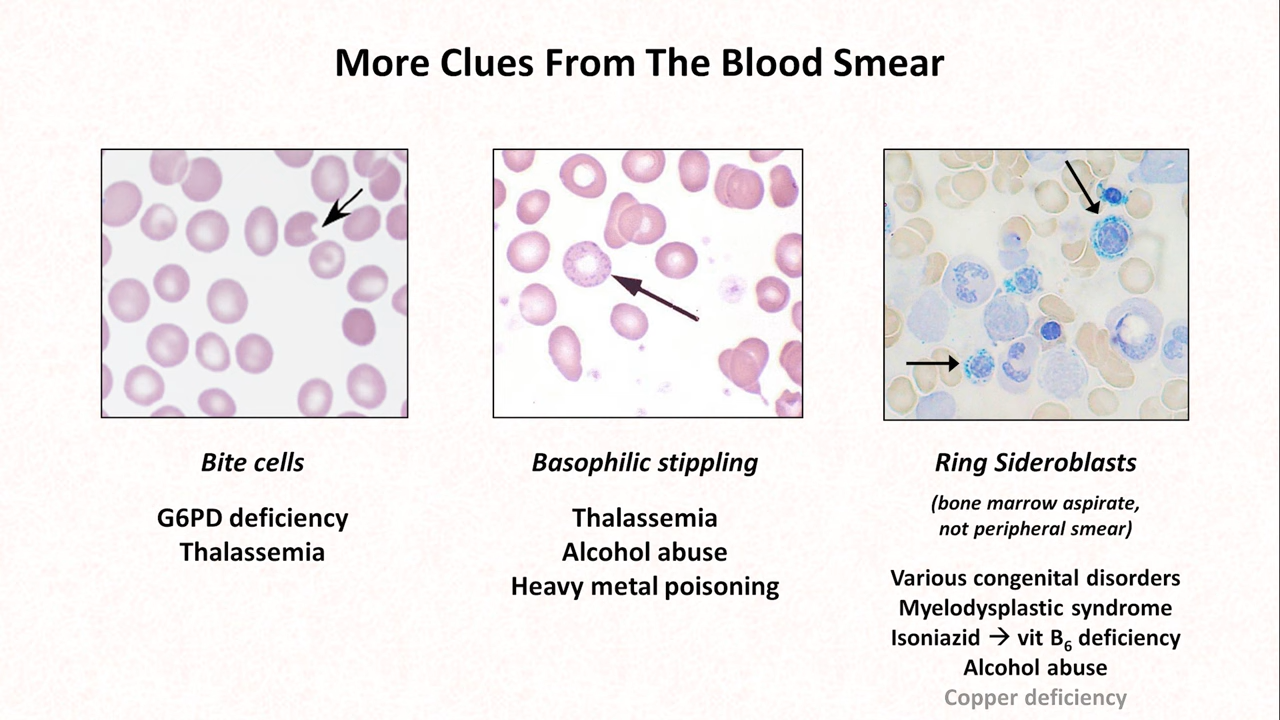 More Clues From The Blood Smear
Bite cells
G6PD deficiency
Thalassemia
Basophilic stippling
Thalassemia
Alcohol abuse
Heavy metal poisoning
Ring Sideroblasts
(bone marrow aspirate,
not peripheral smear)
Various congenital disorders
Myelodysplastic syndrome
Isoniazid → vit B₆ deficiency
Alcohol abuse
Copper deficiency